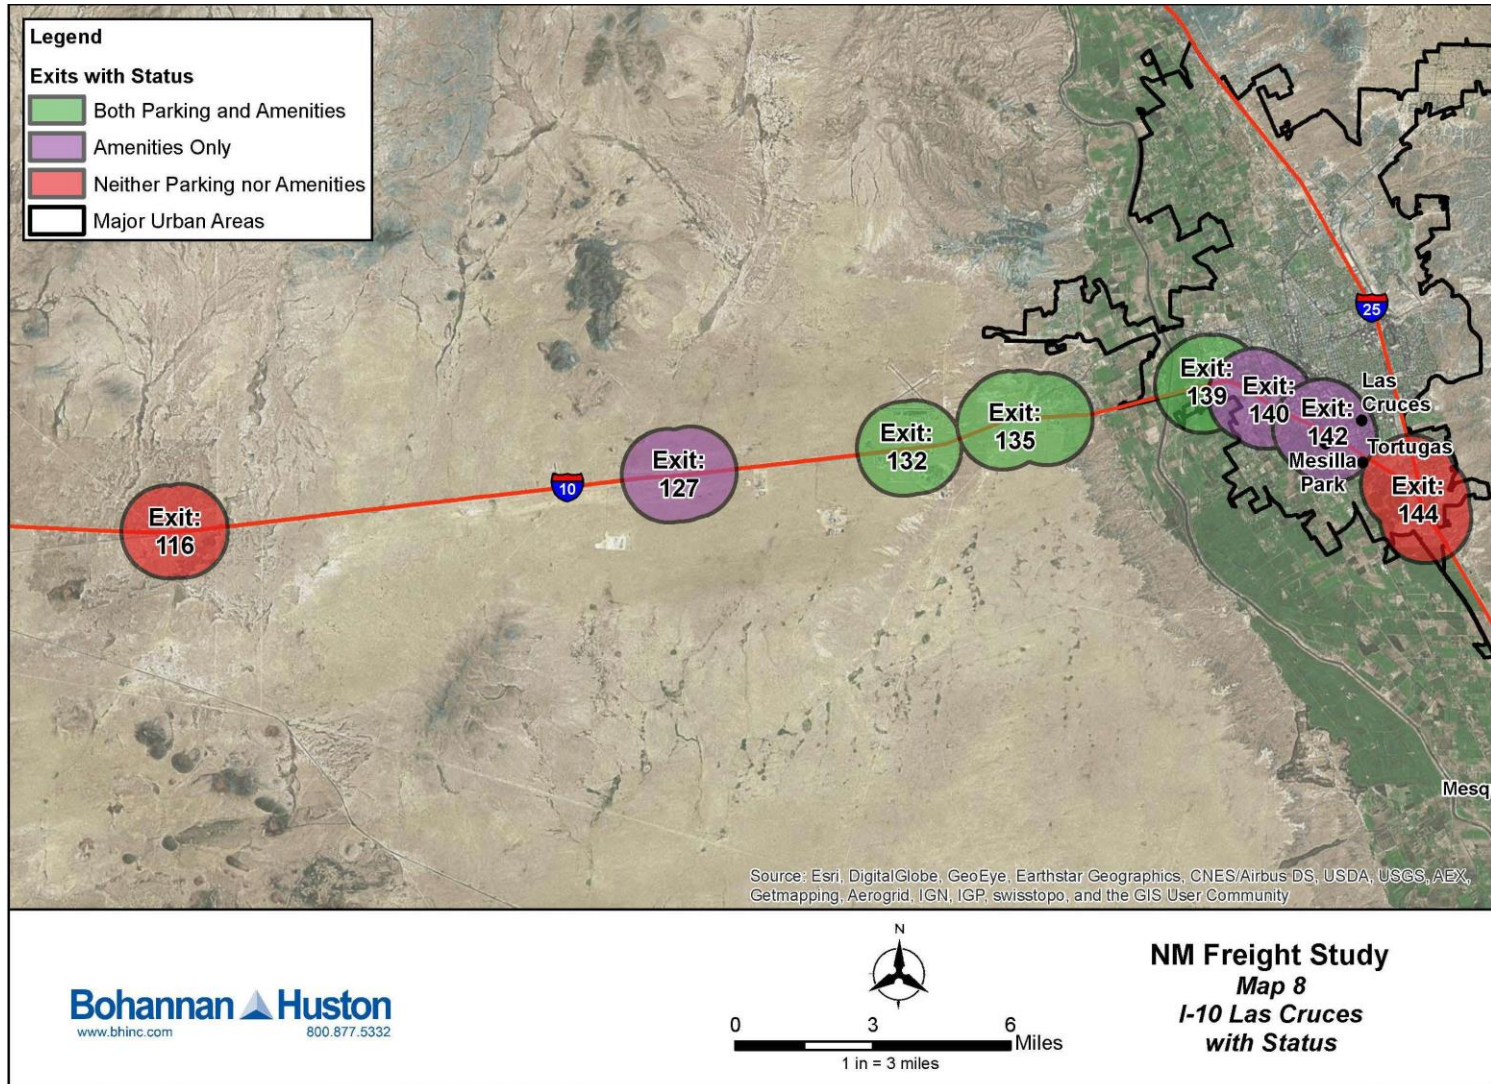 Legend
Exits with Status
Both Parking and Amenities
Amenities Only
Neither Parking nor Amenities
Major Urban Areas
25
Exit:
116
10
Exit:
127
Exit:
132
Exit:
135
Exit:
139
Exit:
140
Exit:
142
Las
Cruces
Tortugas
Mesilla
Park
Exit:
144
Mesq
Source: Esri, DigitalGlobe, GeoEye, Earthstar Geographics, CNES/Airbus DS, USDA, USGS, AEX,
Getmapping, Aerogrid, IGN, IGP, swisstopo, and the GIS User Community
Bohannan Huston
www.bhinc.com 800.877.5332
N
0 3 6
Miles
1 in = 3 miles
NM Freight Study
Map 8
I-10 Las Cruces
with Status